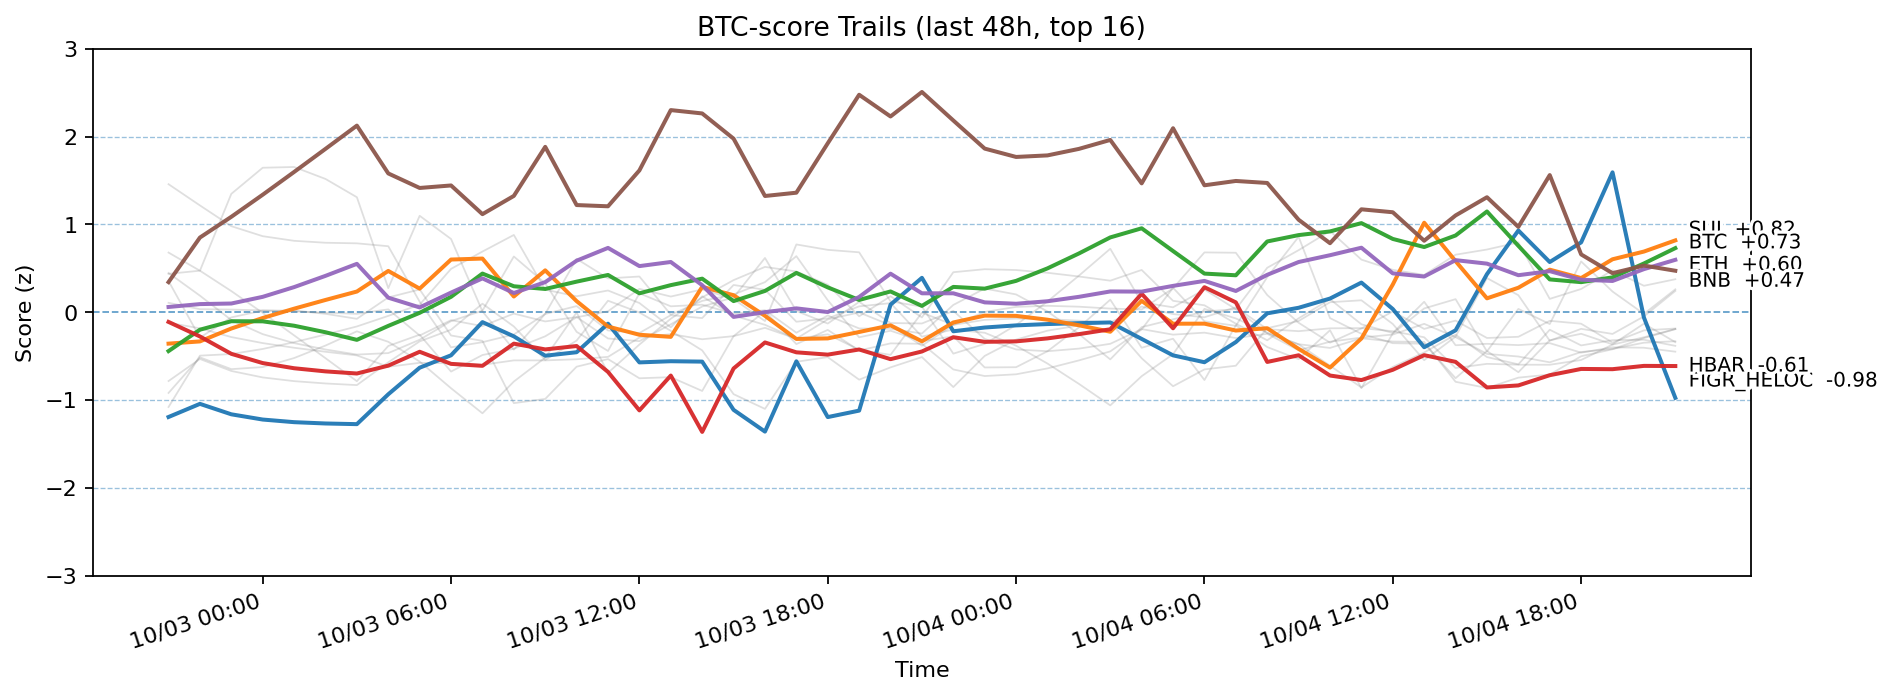 BTC-score Trails (last 48h, top 16)
Score (z)
3
2
1
0
−1
−2
−3
SUI +0.82
BTC +0.73
ETH +0.60
BNB +0.47
HBAR -0.61
FIGR_HELOC -0.98
10/03 00:00
10/03 06:00
10/03 12:00
10/03 18:00
10/04 00:00
10/04 06:00
10/04 12:00
10/04 18:00
Time